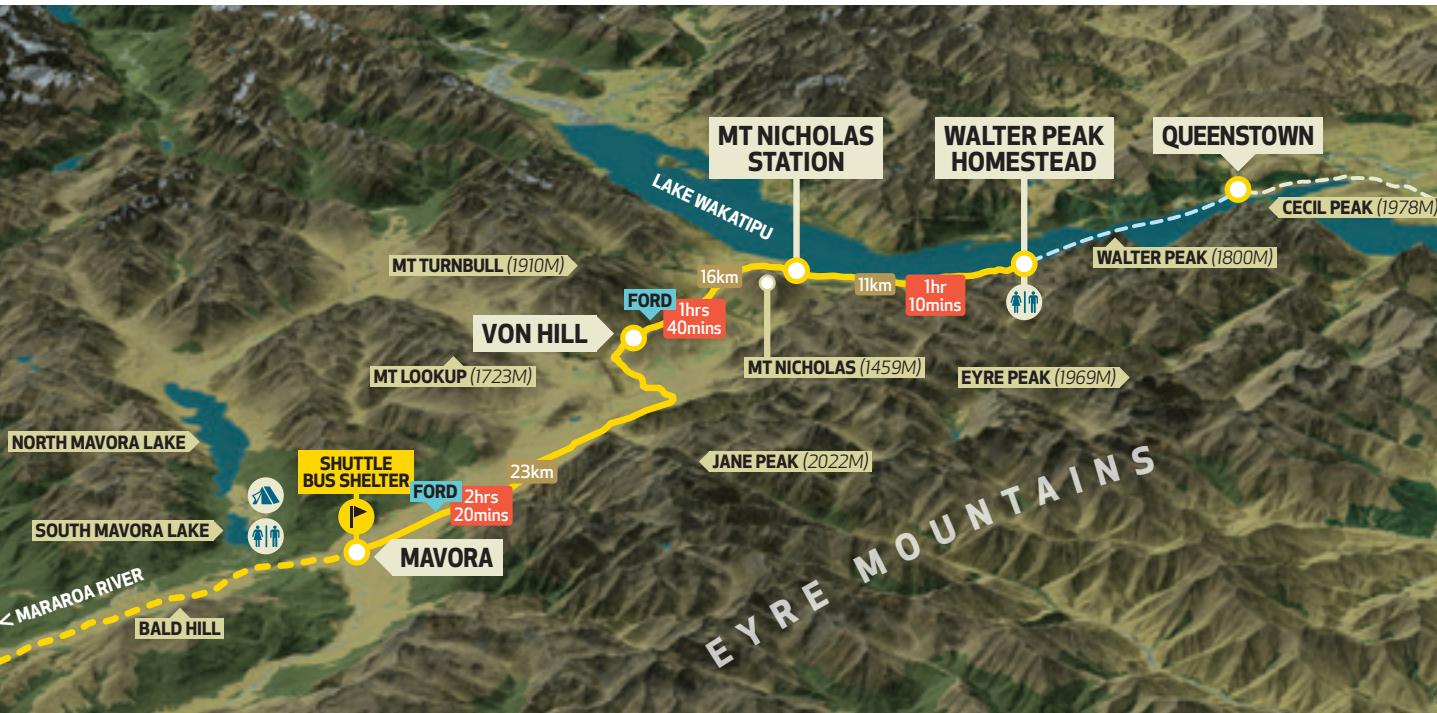 MT NICHOLAS
STATION
WALTER PEAK
HOMESTEAD
QUEENSTOWN
LAKE WAKATIPU
CECIL PEAK (1978M)
WALTER PEAK (1800M)
MT TURNBULL (1910M)
16km
11km
1hr
10mins
FORD
1hrs
40mins
VON HILL
MT LOOKUP (1723M)
MT NICHOLAS (1459M)
EYRE PEAK (1969M)
NORTH MAVORA LAKE
SHUTTLE
BUS SHELTER
JANE PEAK (2022M)
23km
FORD
2hrs
20mins
SOUTH MAVORA LAKE
MAVORA
EYRE MOUNTAINS
< MARAROA RIVER
BALD HILL